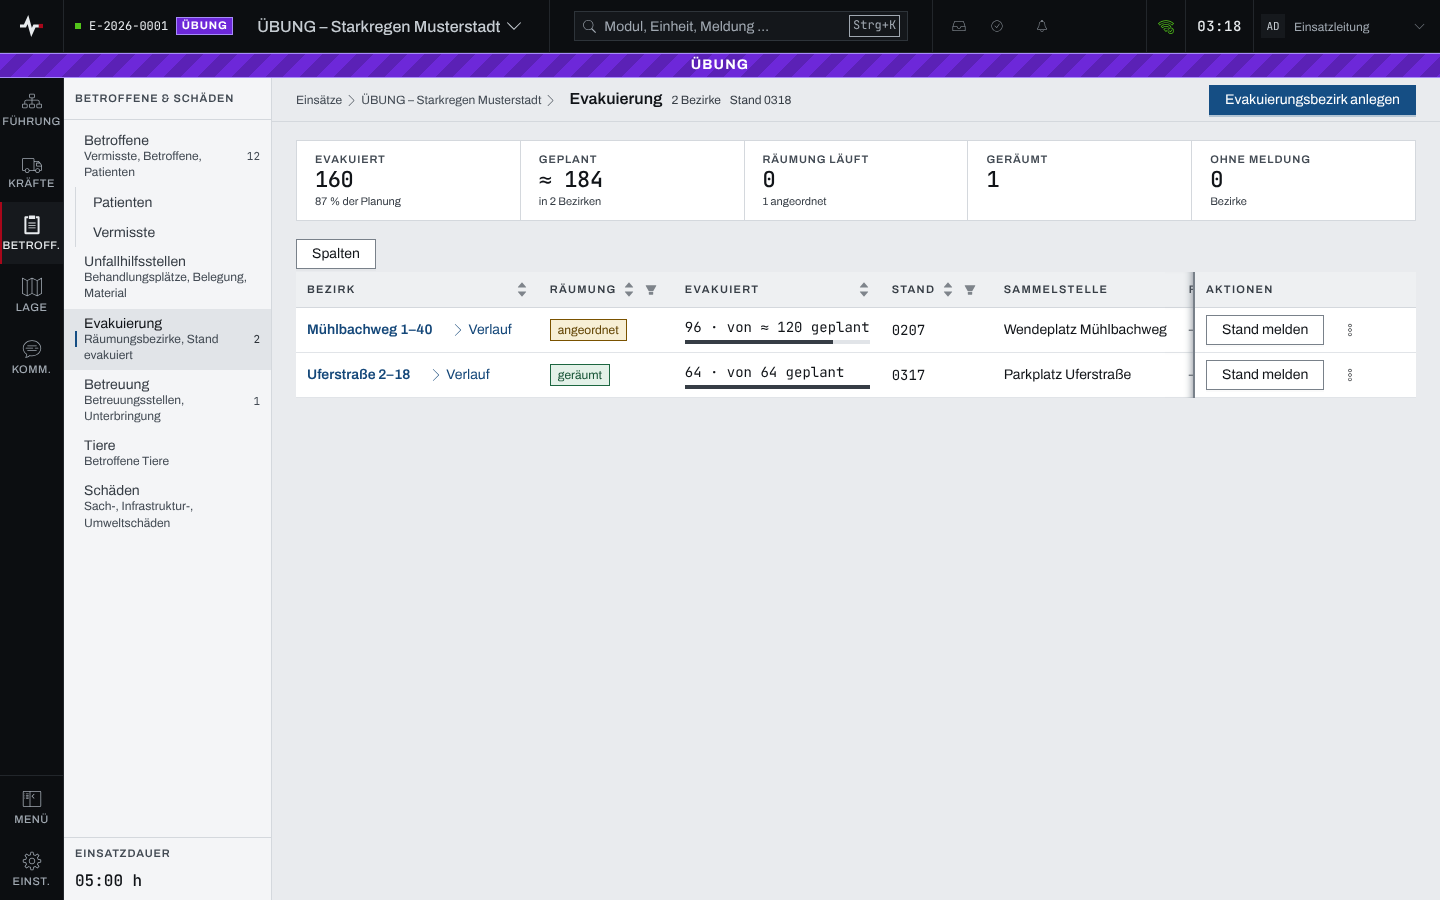 E-2026-0001 ÜBUNG ÜBUNG – Starkregen Musterstadt Modul, Einheit, Meldung ... Strg+K 03:18 AD Einsatzleitung
ÜBUNG
FÜHRUNG
KRÄFTE
BETROFF.
LAGE
KOMM.
MENÜ
EINST.
BETROFFENE & SCHÄDEN
Betroffene
Vermisste, Betroffene, 12
Patienten
Patienten
Vermisste
Unfallhilfsstellen
Behandlungsplätze, Belegung,
Material
Evakuierung
Räumungsbezirke, Stand 2
evakuiert
Betreuung
Betreuungsstellen, 1
Unterbringung
Tiere
Betroffene Tiere
Schäden
Sach-, Infrastruktur-,
Umweltschäden
EINSATZDAUER
05:00 h
Einsätze ÜBUNG – Starkregen Musterstadt Evakuierung 2 Bezirke Stand 0318 Evakuierungsbezirk anlegen
EVAKUIERT
160
87 % der Planung
GEPLANT
≈ 184
in 2 Bezirken
RÄUMUNG LÄUFT
0
1 angeordnet
GERÄUMT
1
OHNE MELDUNG
0
Bezirke
Spalten
BEZIRK RÄUMUNG EVAKUIERT STAND SAMMELSTELLE AKTIONEN
Mühlbachweg 1–40 Verlauf angeordnet 96 · von ≈ 120 geplant 0207 Wendeplatz Mühlbachweg Stand melden
Uferstraße 2–18 Verlauf geräumt 64 · von 64 geplant 0317 Parkplatz Uferstraße Stand melden